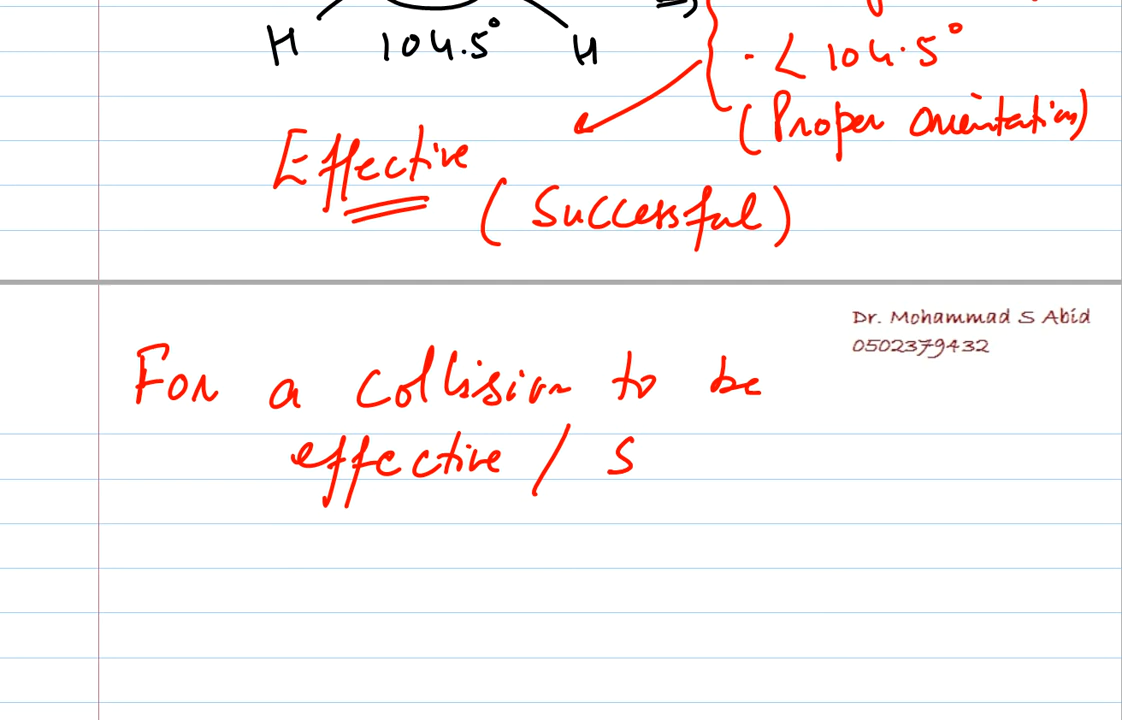 H 104.5° H
· < 104.5°
(Proper orientation)
Effective
(Successful)
Dr. Mohammad S Abid
0502379432
For a collision to be
effective / S